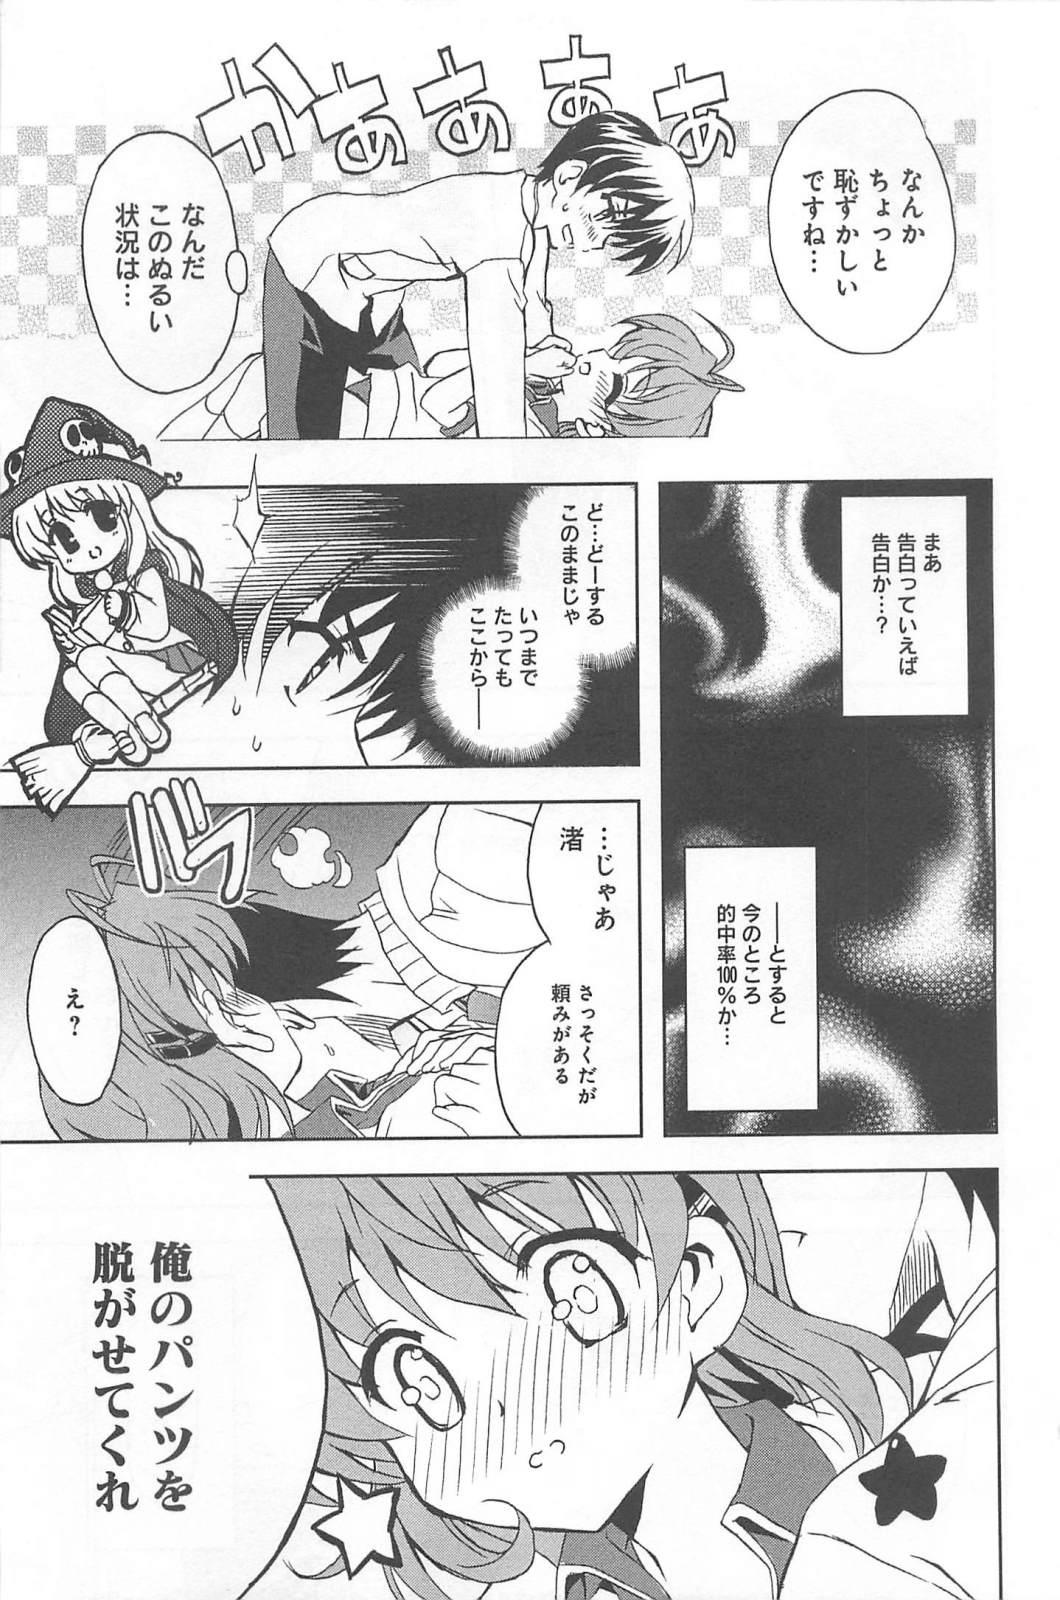 かぁぁぁぁ
なんか
ちょっと
恥ずかしい
ですね…
なんだ
このぬるい
状況は…
まあ
告白っていえば
告白か…?
――とすると
今のところ
的中率100%か…
ど…どーする
このままじゃ
いつまで
たっても
ここから――
…じゃあ
渚
さっそくだが
頼みがある
バッ
え?
俺のパンツを
脱がせてくれ